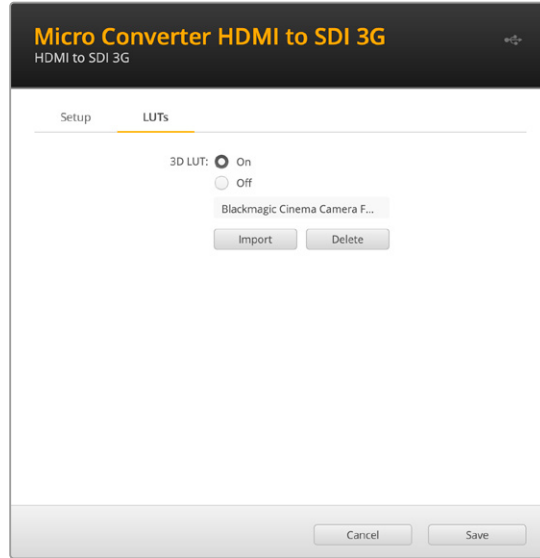 Micro Converter HDMI to SDI 3G
HDMI to SDI 3G
Setup LUTs
3D LUT: On
Off
Blackmagic Cinema Camera F...
Import Delete
Cancel Save